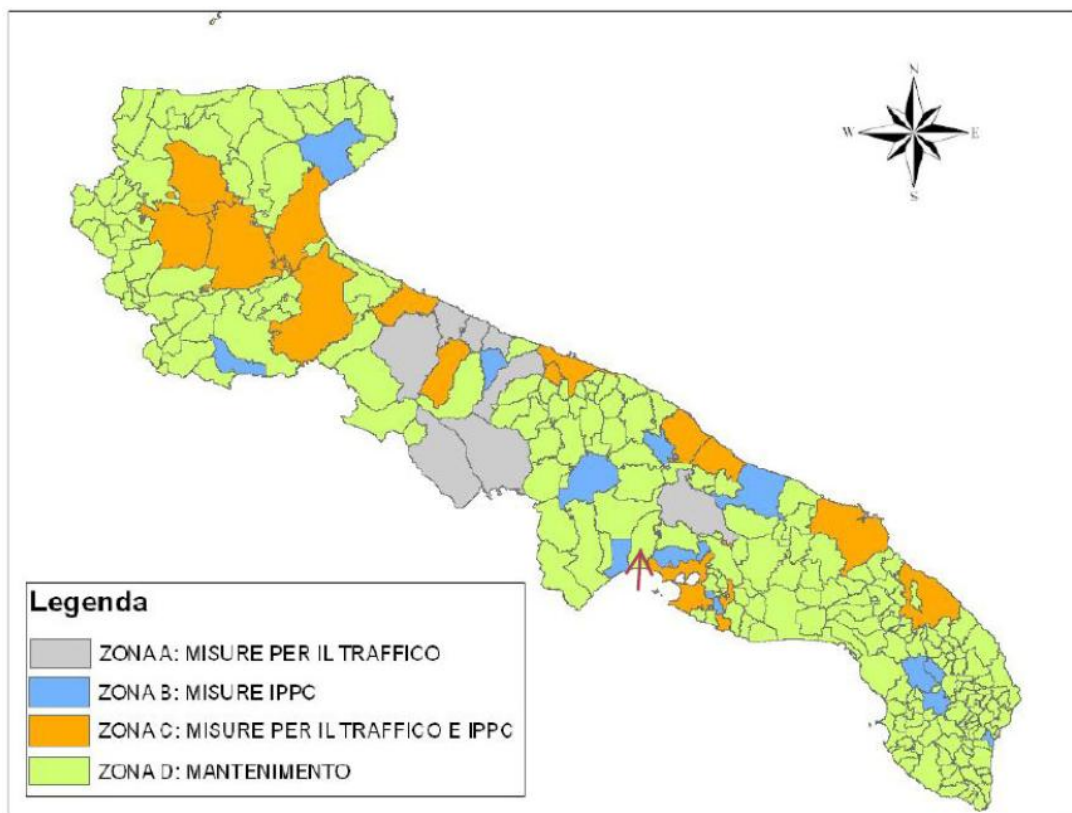 N
W E
S
Legenda
ZONA A: MISURE PER IL TRAFFICO
ZONA B: MISURE IPPC
ZONA C: MISURE PER IL TRAFFICO E IPPC
ZONA D: MANTENIMENTO